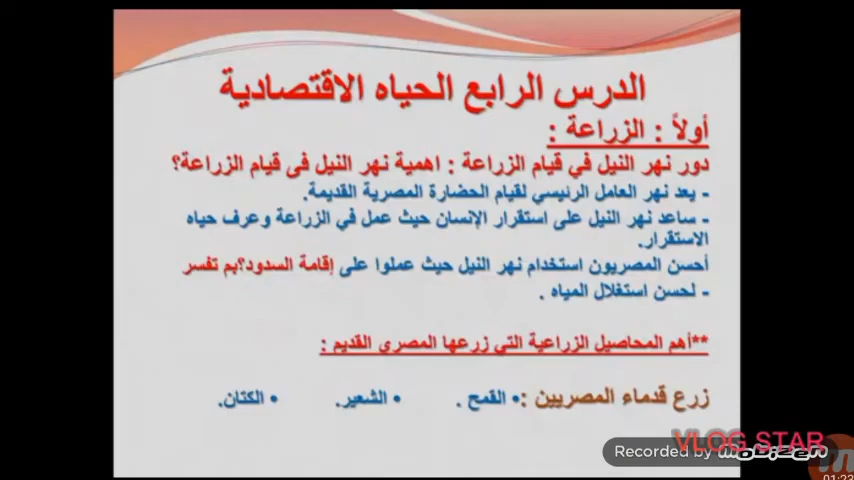 الدرس الرابع الحياه الاقتصادية
أولاً : الزراعة :
دور نهر النيل في قيام الزراعة : اهمية نهر النيل فى قيام الزراعة؟
- يعد نهر العامل الرئيسي لقيام الحضارة المصرية القديمة.
- ساعد نهر النيل على استقرار الإنسان حيث عمل في الزراعة وعرف حياه
الاستقرار.
أحسن المصريون استخدام نهر النيل حيث عملوا على إقامة السدود؟بم تفسر
- لحسن استغلال المياه .
**أهم المحاصيل الزراعية التي زرعها المصرى القديم :
زرع قدماء المصريين :• القمح . • الشعير. • الكتان.
VLOG STAR
Recorded by mobizen
01:23